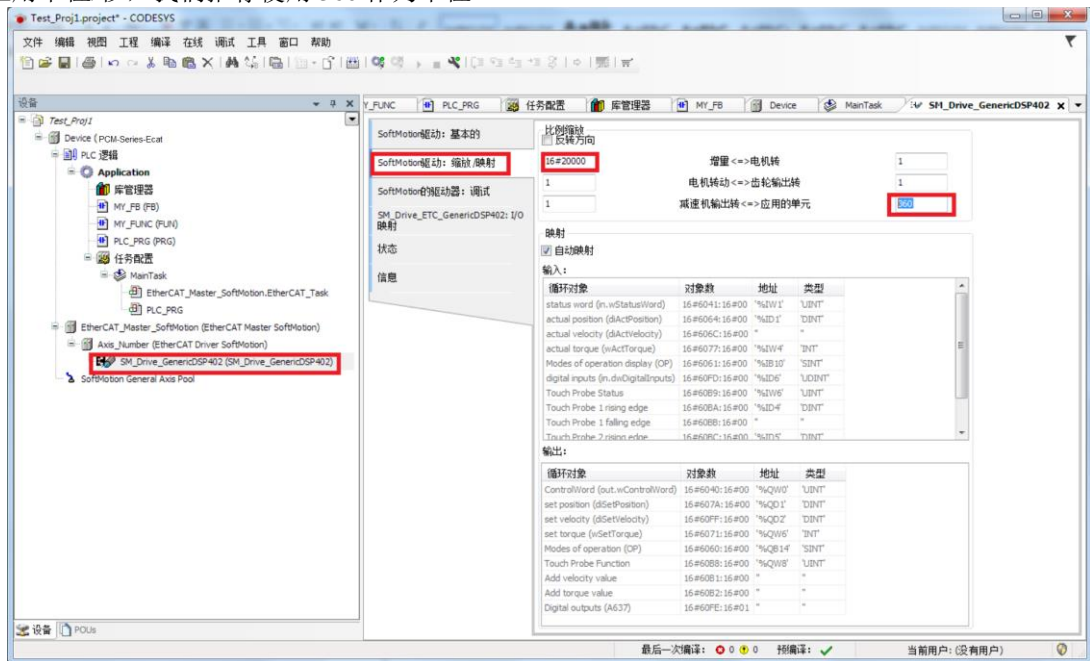 Test_Proj1.project* - CODESYS
文件 编辑 视图 工程 编译 在线 调试 工具 窗口 帮助
设备
Test_Proj1
Device (PCM-Series-Ecat
PLC 逻辑
Application
库管理器
MY_FB (FB)
MY_FUNC (FUN)
PLC_PRG (PRG)
任务配置
MainTask
EtherCAT_Master_SoftMotion.EtherCAT_Task
PLC_PRG
EtherCAT_Master_SoftMotion (EtherCAT Master SoftMotion)
Axis_Number (EtherCAT Driver SoftMotion)
SM_Drive_GenericDSP402 (SM_Drive_GenericDSP402)
SoftMotion General Axis Pool
设备 POUs
Y_FUNC PLC_PRG 任务配置 库管理器 MY_FB Device MainTask SM_Drive_GenericDSP402
SoftMotion驱动：基本的
SoftMotion驱动：缩放/映射
SoftMotion的驱动器：调试
SM_Drive_ETC_GenericDSP402: I/O
映射
状态
信息
比例缩放
反转方向
16#20000 增量<=>电机转 1
1 电机转动<=>齿轮输出转 1
1 减速机输出转<=>应用的单元 360
映射
自动映射
输入：
循环对象 对象数 地址 类型
status word (in.wStatusWord) 16#6041:16#00 '%IW1' 'UINT'
actual position (diActPosition) 16#6064:16#00 '%ID1' 'DINT'
actual velocity (diActVelocity) 16#606C:16#00 '' ''
actual torque (wActTorque) 16#6077:16#00 '%IW4' 'INT'
Modes of operation display (OP) 16#6061:16#00 '%IB10' 'SINT'
digital inputs (in.dwDigitalInputs) 16#60FD:16#00 '%ID6' 'UDINT'
Touch Probe Status 16#60B9:16#00 '%IW6' 'UINT'
Touch Probe 1 rising edge 16#60BA:16#00 '%ID4' 'DINT'
Touch Probe 1 falling edge 16#60BB:16#00 '' ''
Touch Probe 2 rising edge 16#60BC:16#00 '%ID5' 'DINT'
输出：
循环对象 对象数 地址 类型
ControlWord (out.wControlWord) 16#6040:16#00 '%QW0' 'UINT'
set position (diSetPosition) 16#607A:16#00 '%QD1' 'DINT'
set velocity (diSetVelocity) 16#60FF:16#00 '%QD2' 'DINT'
set torque (wSetTorque) 16#6071:16#00 '%QW6' 'INT'
Modes of operation (OP) 16#6060:16#00 '%QB14' 'SINT'
Touch Probe Function 16#60B8:16#00 '%QW8' 'UINT'
Add velocity value 16#60B1:16#00 '' ''
Add torque value 16#60B2:16#00 '' ''
Digital outputs (A637) 16#60FE:16#01 '' ''
最后一次编译： 0 0 预编译： 当前用户：(没有用户)